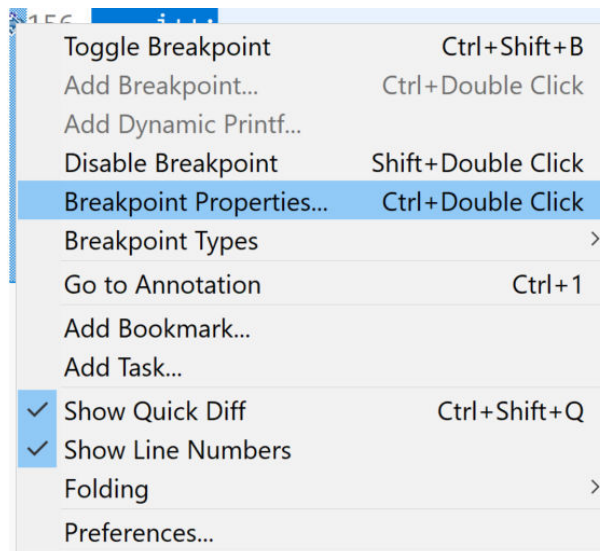 156 i++;
Toggle Breakpoint Ctrl+Shift+B
Add Breakpoint... Ctrl+Double Click
Add Dynamic Printf...
Disable Breakpoint Shift+Double Click
Breakpoint Properties... Ctrl+Double Click
Breakpoint Types
Go to Annotation Ctrl+1
Add Bookmark...
Add Task...
Show Quick Diff Ctrl+Shift+Q
Show Line Numbers
Folding
Preferences...